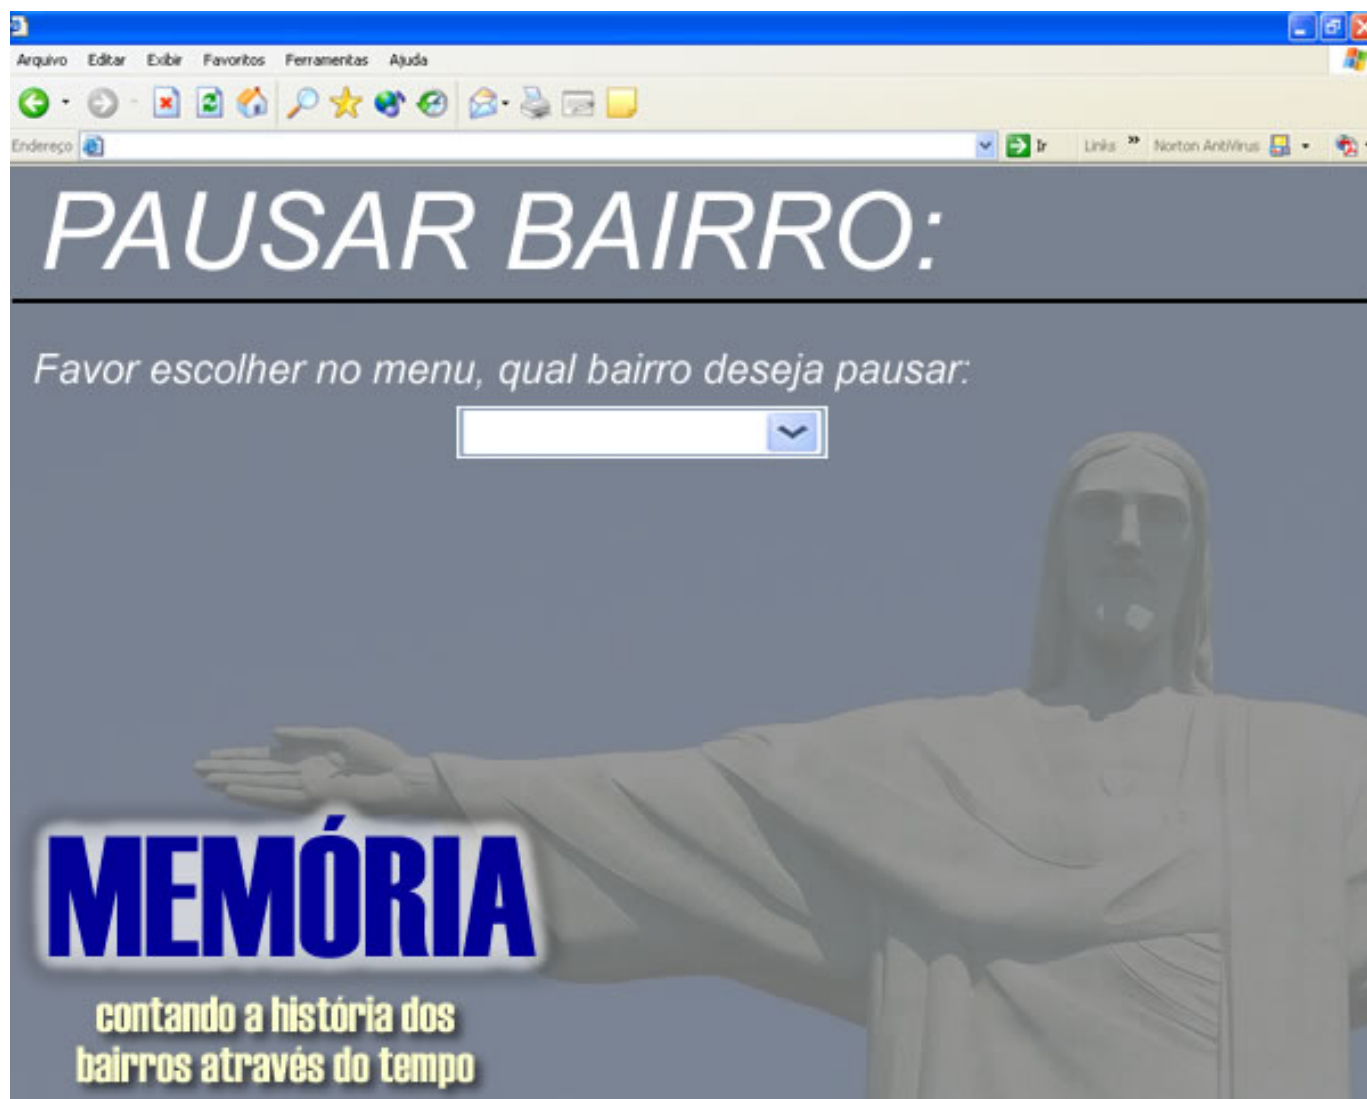 Arquivo Editar Exibir Favoritos Ferramentas Ajuda
Endereço Ir Links Norton AntiVirus
PAUSAR BAIRRO:
Favor escolher no menu, qual bairro deseja pausar:
MEMÓRIA
contando a história dos
bairros através do tempo